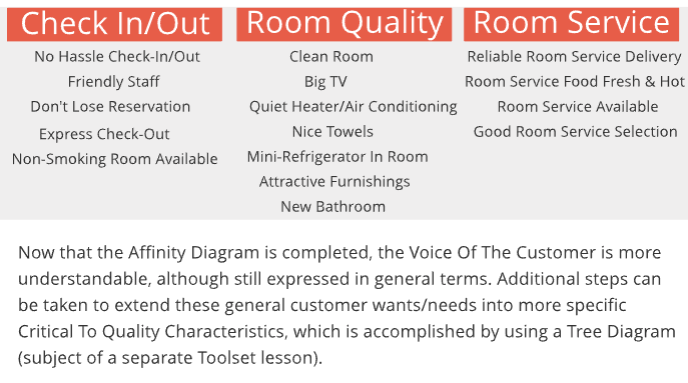 Check In/Out
No Hassle Check-In/Out
Friendly Staff
Don't Lose Reservation
Express Check-Out
Non-Smoking Room Available
Room Quality
Clean Room
Big TV
Quiet Heater/Air Conditioning
Nice Towels
Mini-Refrigerator In Room
Attractive Furnishings
New Bathroom
Room Service
Reliable Room Service Delivery
Room Service Food Fresh & Hot
Room Service Available
Good Room Service Selection
Now that the Affinity Diagram is completed, the Voice Of The Customer is more
understandable, although still expressed in general terms. Additional steps can
be taken to extend these general customer wants/needs into more specific
Critical To Quality Characteristics, which is accomplished by using a Tree Diagram
(subject of a separate Toolset lesson).